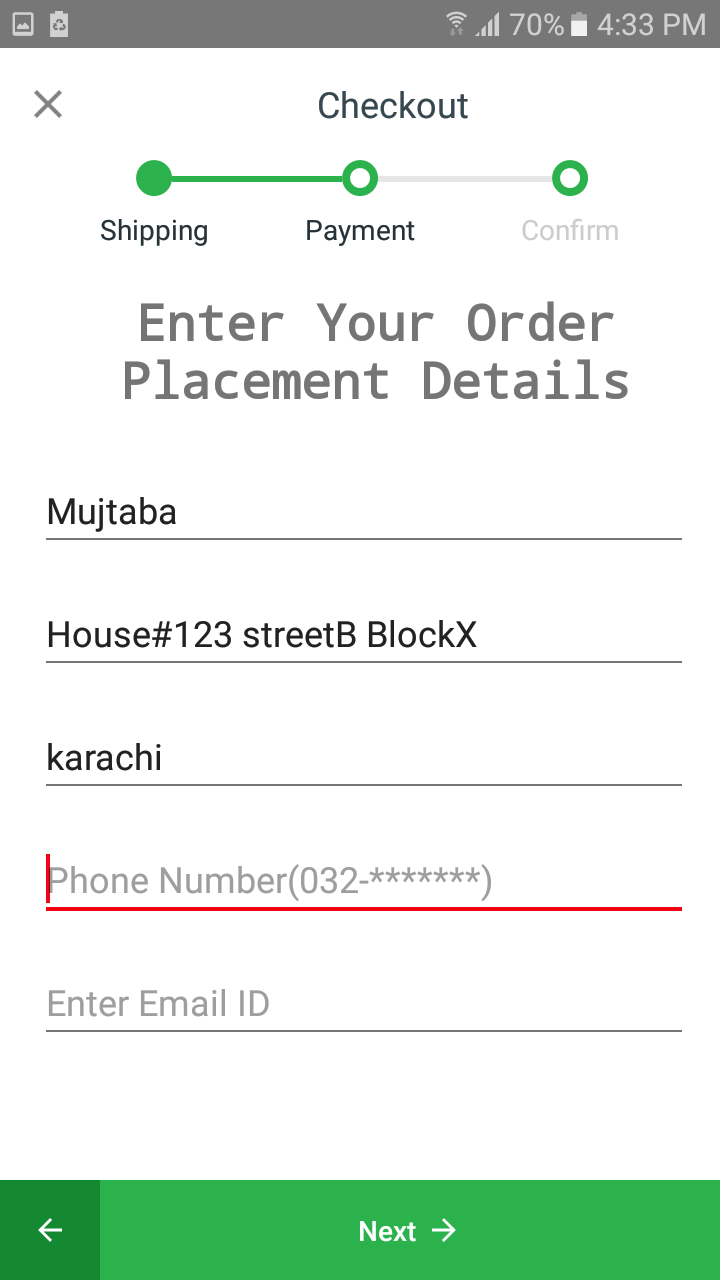 70% 4:33 PM
Checkout
Shipping Payment Confirm
Enter Your Order
Placement Details
Mujtaba
House#123 streetB BlockX
karachi
Phone Number(032-*******)
Enter Email ID
Next